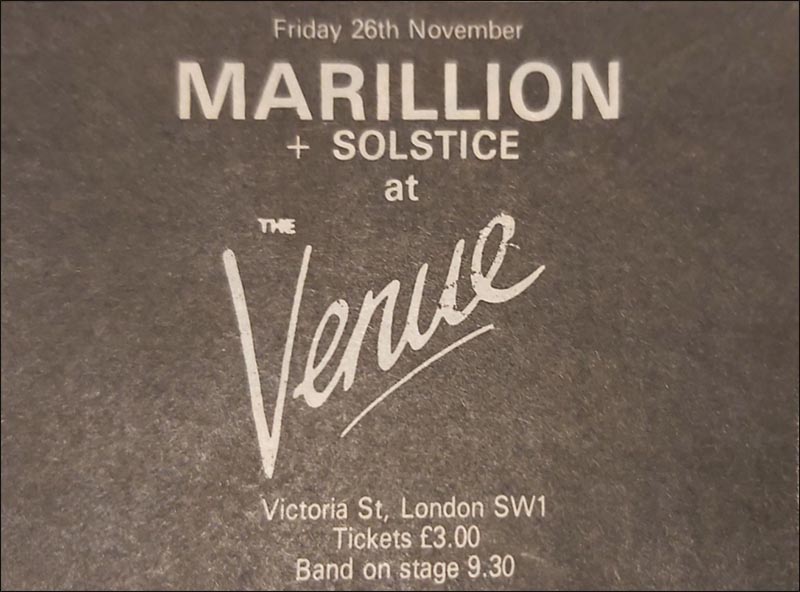 Friday 26th November
MARILLION
+ SOLSTICE
at
THE
Venue
Victoria St, London SW1
Tickets £3.00
Band on stage 9.30